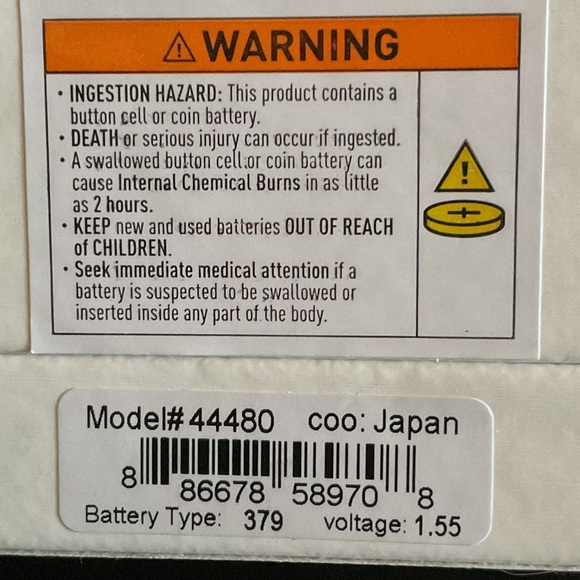 WARNING
• INGESTION HAZARD: This product contains a
button cell or coin battery.
• DEATH or serious injury can occur if ingested.
• A swallowed button cell or coin battery can
cause Internal Chemical Burns in as little
as 2 hours.
• KEEP new and used batteries OUT OF REACH
of CHILDREN.
• Seek immediate medical attention if a
battery is suspected to be swallowed or
inserted inside any part of the body.
Model# 44480 coo: Japan
8 86678 58970 8
Battery Type: 379 voltage: 1.55